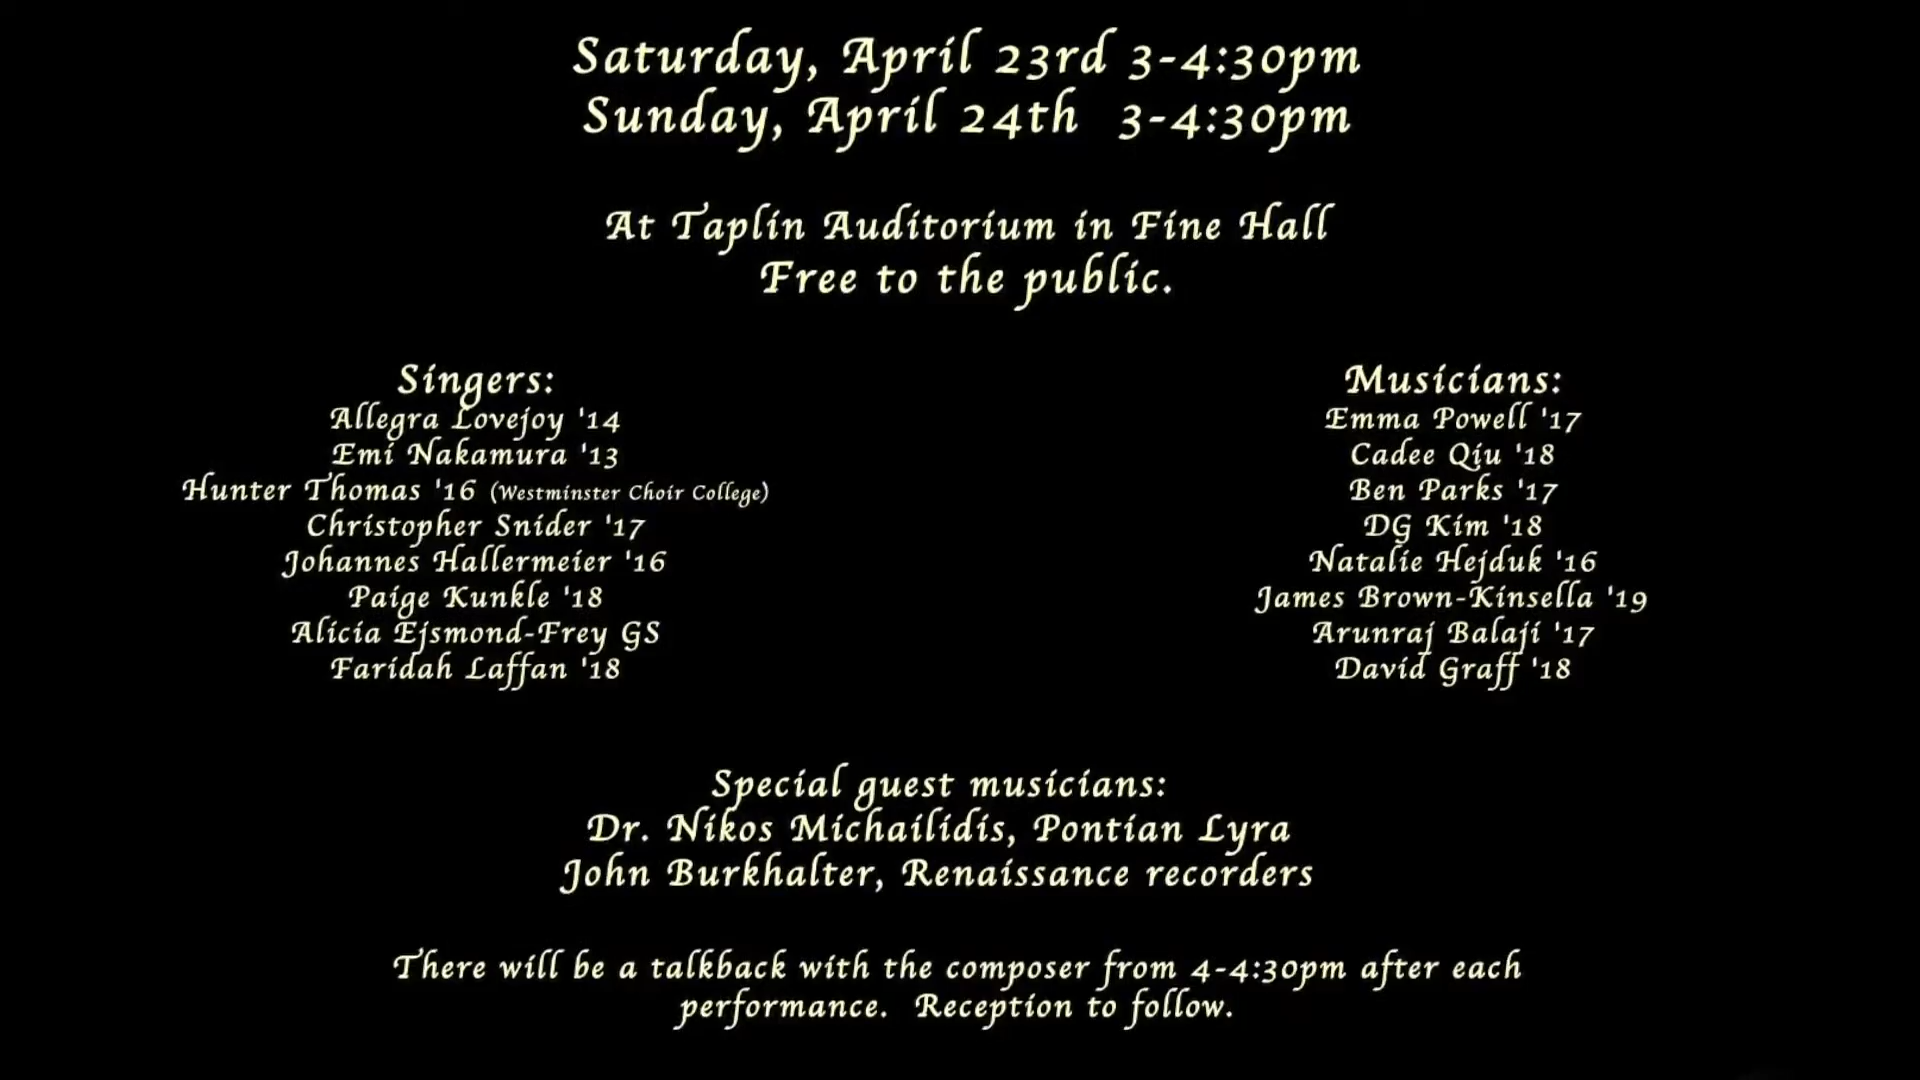 Saturday, April 23rd 3-4:30pm
Sunday, April 24th 3-4:30pm
At Taplin Auditorium in Fine Hall
Free to the public.
Singers:
Allegra Lovejoy '14
Emi Nakamura '13
Hunter Thomas '16 (Westminster Choir College)
Christopher Snider '17
Johannes Hallermeier '16
Paige Kunkle '18
Alicia Ejsmond-Frey GS
Faridah Laffan '18
Musicians:
Emma Powell '17
Cadee Qiu '18
Ben Parks '17
DG Kim '18
Natalie Hejduk '16
James Brown-Kinsella '19
Arunraj Balaji '17
David Graff '18
Special guest musicians:
Dr. Nikos Michailidis, Pontian Lyra
John Burkhalter, Renaissance recorders
There will be a talkback with the composer from 4-4:30pm after each
performance. Reception to follow.